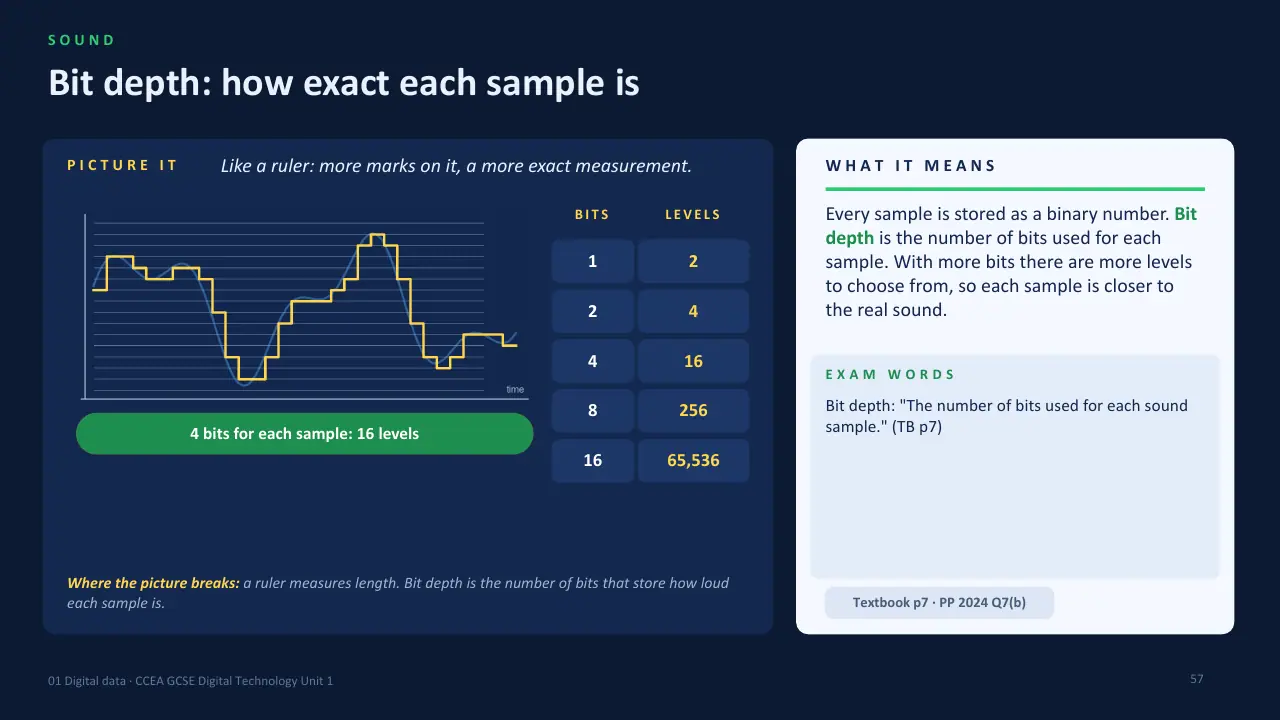 SOUND
Bit depth: how exact each sample is
PICTURE IT
Like a ruler: more marks on it, a more exact measurement.
time
4 bits for each sample: 16 levels
BITS LEVELS
1 2
2 4
4 16
8 256
16 65,536
Where the picture breaks: a ruler measures length. Bit depth is the number of bits that store how loud
each sample is.
WHAT IT MEANS
Every sample is stored as a binary number. Bit
depth is the number of bits used for each
sample. With more bits there are more levels
to choose from, so each sample is closer to
the real sound.
EXAM WORDS
Bit depth: "The number of bits used for each sound
sample." (TB p7)
Textbook p7 · PP 2024 Q7(b)
01 Digital data · CCEA GCSE Digital Technology Unit 1
57